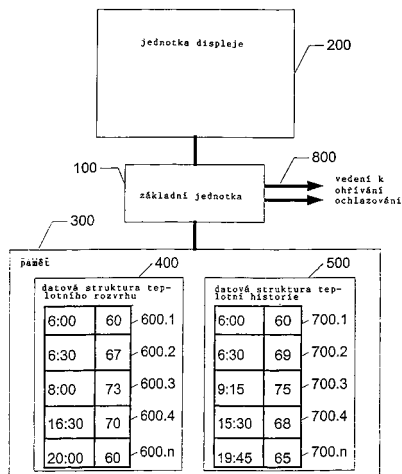 jednotka displeje
200
100
800
základní jednotka
vedení k
ohřívání
ochlazování
300
paměť
400
datová struktura tep-
lotního rozvrhu
6:00 60 600.1
6:30 67 600.2
8:00 73 600.3
16:30 70 600.4
20:00 60 600.n
500
datová struktura tep-
lotní historie
6:00 60 700.1
6:30 69 700.2
9:15 75 700.3
15:30 68 700.4
19:45 65 700.n